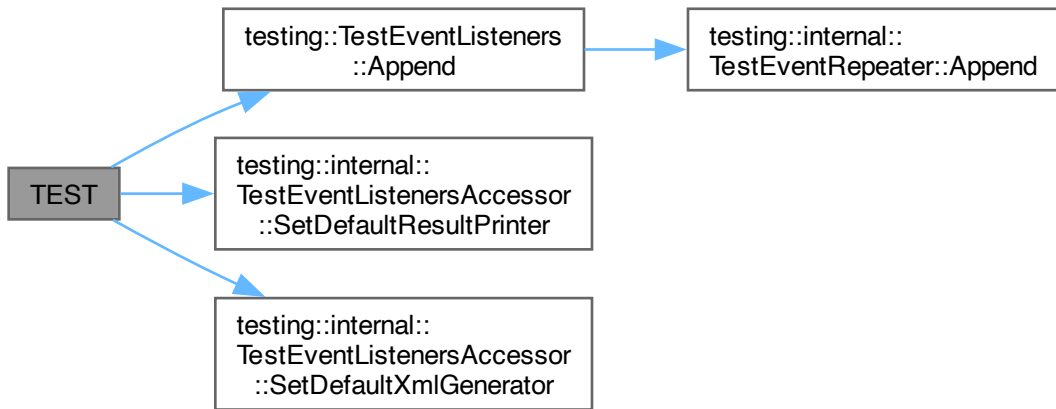 TEST
testing::TestEventListeners
::Append
testing::internal::
TestEventRepeater::Append
testing::internal::
TestEventListenersAccessor
::SetDefaultResultPrinter
testing::internal::
TestEventListenersAccessor
::SetDefaultXmlGenerator